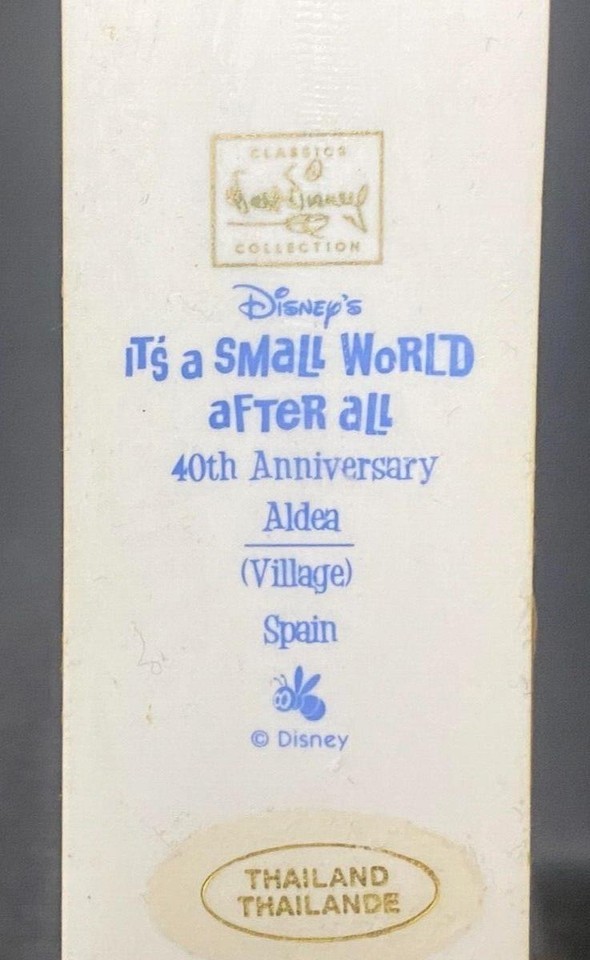 CLASSICS
Walt Disney
COLLECTION
Disney's
iT's a SMaLL WoRLD
aFTeR aLL
40th Anniversary
Aldea
(Village)
Spain
© Disney
THAILAND
THAILANDE